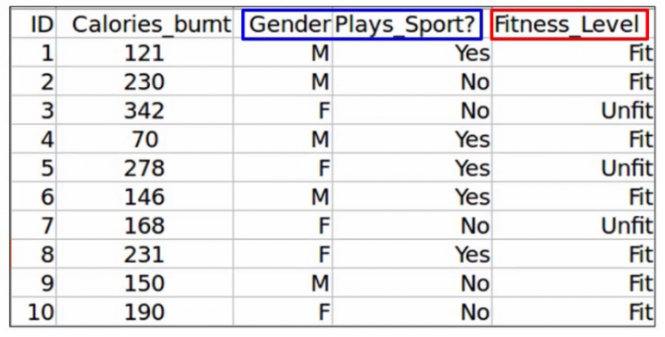 ID Calories_burnt Gender Plays_Sport? Fitness_Level
1 121 M Yes Fit
2 230 M No Fit
3 342 F No Unfit
4 70 M Yes Fit
5 278 F Yes Unfit
6 146 M Yes Fit
7 168 F No Unfit
8 231 F Yes Fit
9 150 M No Fit
10 190 F No Fit